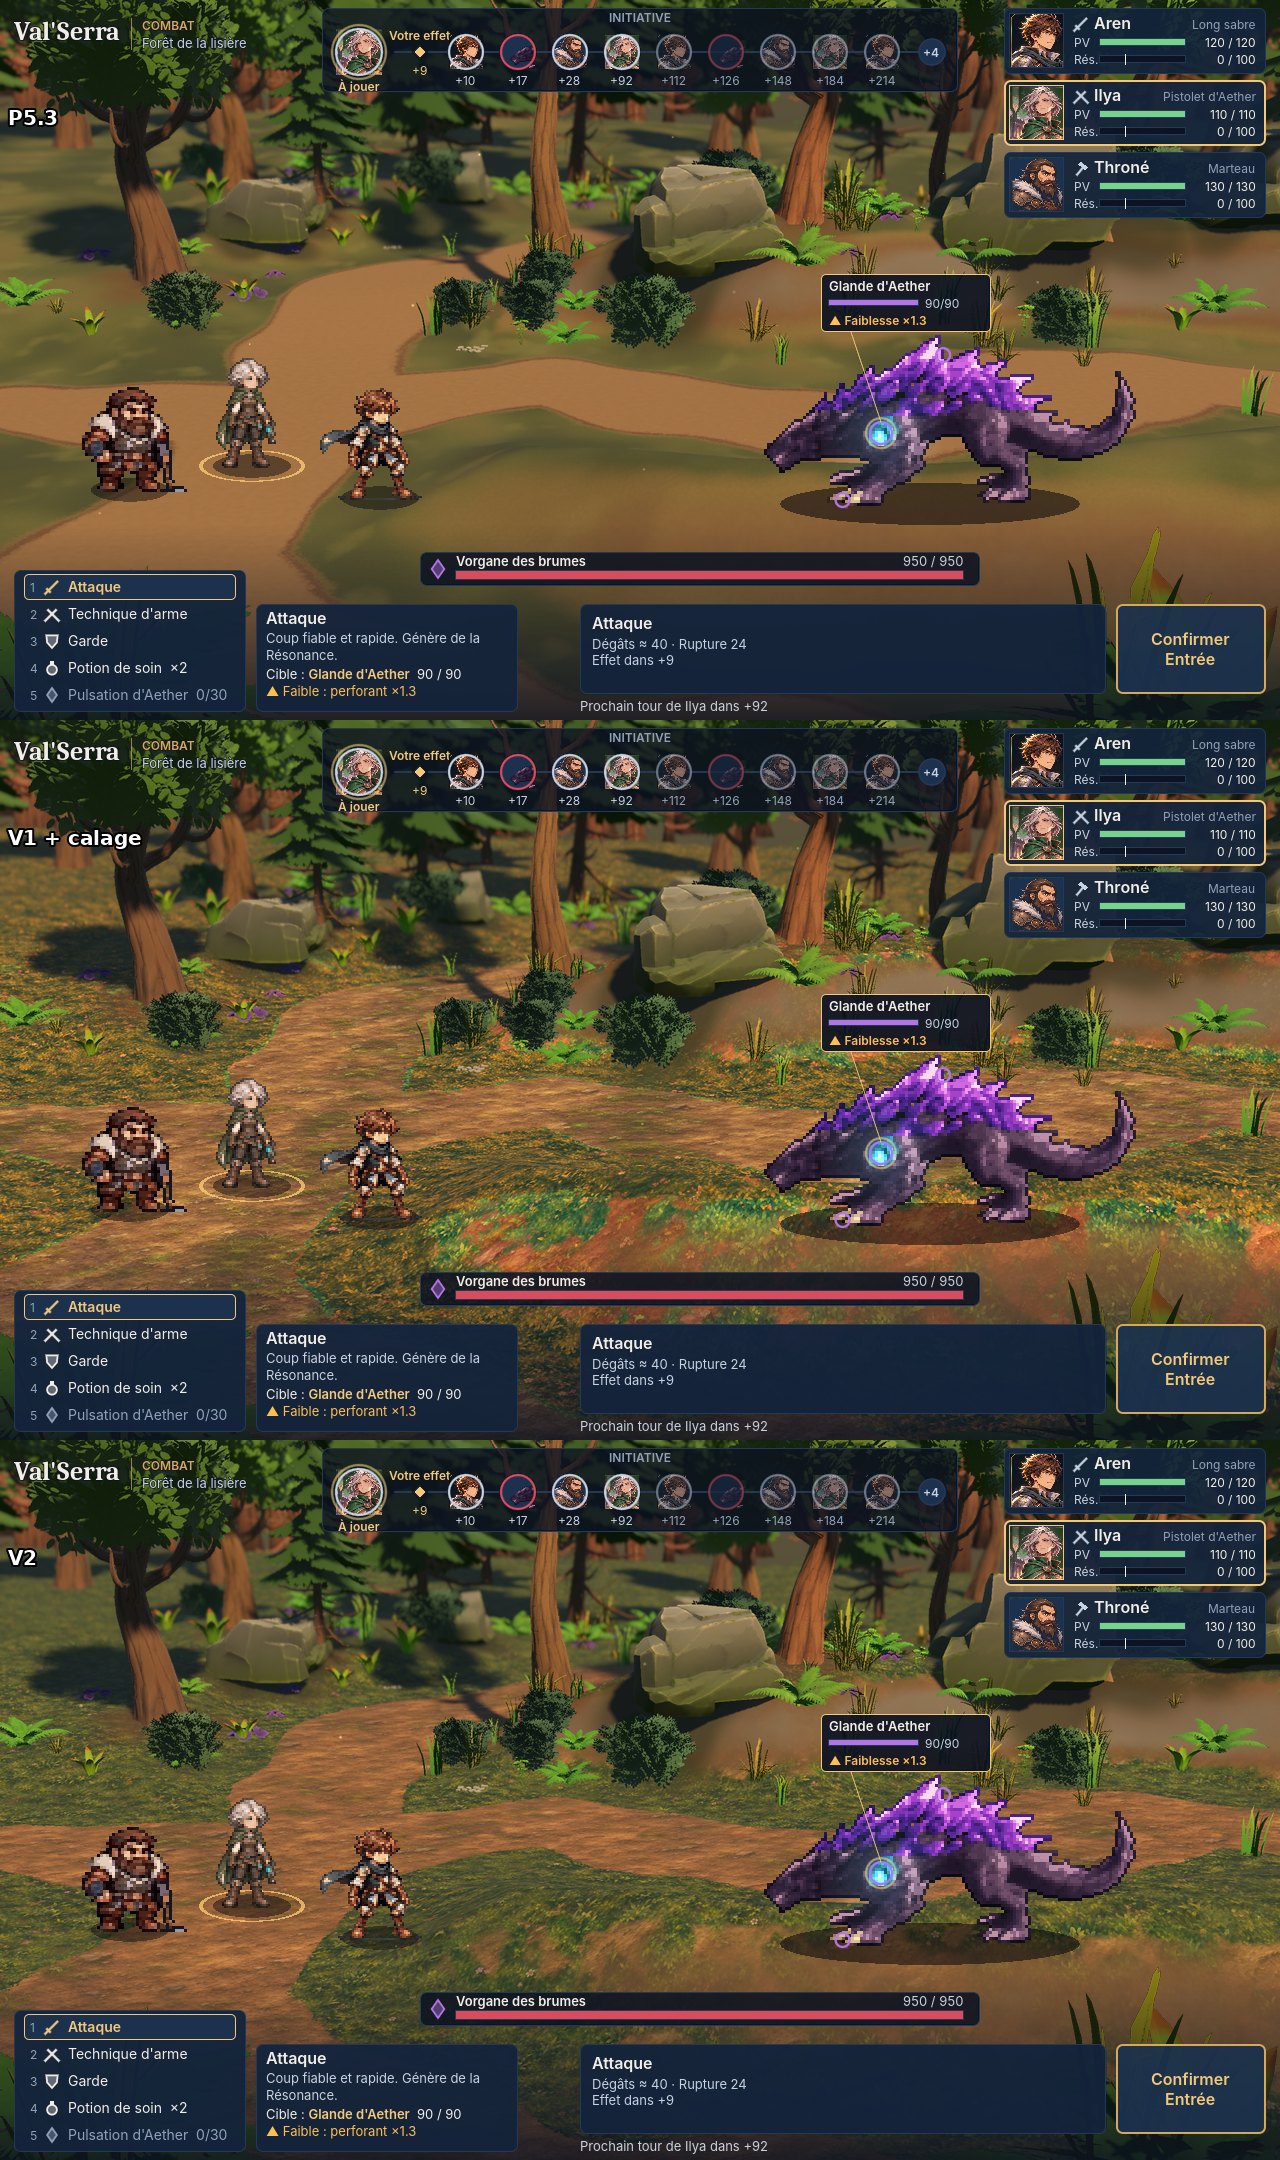 Val'Serra
COMBAT
Forêt de la lisière
P5.3
INITIATIVE
Votre effet
+9
À jouer
+10
+17
+28
+92
+112
+126
+148
+184
+214
+4
Aren
Long sabre
PV
120 / 120
Rés.
0 / 100
Ilya
Pistolet d'Aether
PV
110 / 110
Rés.
0 / 100
Throné
Marteau
PV
130 / 130
Rés.
0 / 100
Glande d'Aether
90/90
▲ Faiblesse ×1.3
Vorgane des brumes
950 / 950
1 Attaque
2 Technique d'arme
3 Garde
4 Potion de soin ×2
5 Pulsation d'Aether 0/30
Attaque
Coup fiable et rapide. Génère de la
Résonance.
Cible : Glande d'Aether 90 / 90
▲ Faible : perforant ×1.3
Attaque
Dégâts ≈ 40 · Rupture 24
Effet dans +9
Prochain tour de Ilya dans +92
Confirmer
Entrée
Val'Serra
COMBAT
Forêt de la lisière
V1 + calage
INITIATIVE
Votre effet
+9
À jouer
+10
+17
+28
+92
+112
+126
+148
+184
+214
+4
Aren
Long sabre
PV
120 / 120
Rés.
0 / 100
Ilya
Pistolet d'Aether
PV
110 / 110
Rés.
0 / 100
Throné
Marteau
PV
130 / 130
Rés.
0 / 100
Glande d'Aether
90/90
▲ Faiblesse ×1.3
Vorgane des brumes
950 / 950
1 Attaque
2 Technique d'arme
3 Garde
4 Potion de soin ×2
5 Pulsation d'Aether 0/30
Attaque
Coup fiable et rapide. Génère de la
Résonance.
Cible : Glande d'Aether 90 / 90
▲ Faible : perforant ×1.3
Attaque
Dégâts ≈ 40 · Rupture 24
Effet dans +9
Prochain tour de Ilya dans +92
Confirmer
Entrée
Val'Serra
COMBAT
Forêt de la lisière
V2
INITIATIVE
Votre effet
+9
À jouer
+10
+17
+28
+92
+112
+126
+148
+184
+214
+4
Aren
Long sabre
PV
120 / 120
Rés.
0 / 100
Ilya
Pistolet d'Aether
PV
110 / 110
Rés.
0 / 100
Throné
Marteau
PV
130 / 130
Rés.
0 / 100
Glande d'Aether
90/90
▲ Faiblesse ×1.3
Vorgane des brumes
950 / 950
1 Attaque
2 Technique d'arme
3 Garde
4 Potion de soin ×2
5 Pulsation d'Aether 0/30
Attaque
Coup fiable et rapide. Génère de la
Résonance.
Cible : Glande d'Aether 90 / 90
▲ Faible : perforant ×1.3
Attaque
Dégâts ≈ 40 · Rupture 24
Effet dans +9
Prochain tour de Ilya dans +92
Confirmer
Entrée